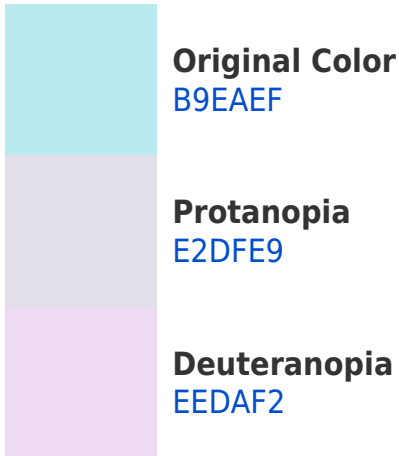 Original Color
B9EAEF
Protanopia
E2DFE9
Deuteranopia
EEDAF2